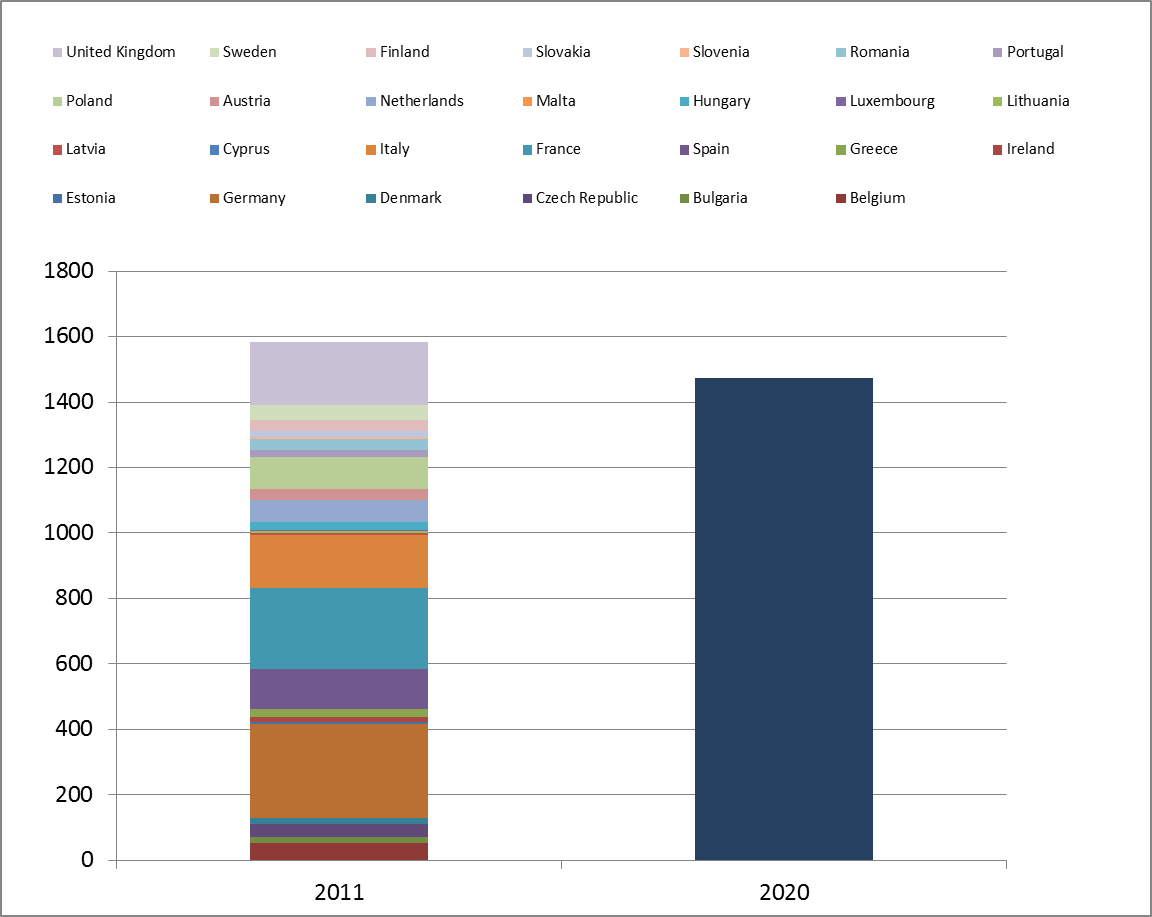 United Kingdom Sweden Finland Slovakia Slovenia Romania Portugal
Poland Austria Netherlands Malta Hungary Luxembourg Lithuania
Latvia Cyprus Italy France Spain Greece Ireland
Estonia Germany Denmark Czech Republic Bulgaria Belgium
1800
1600
1400
1200
1000
800
600
400
200
0
2011 2020